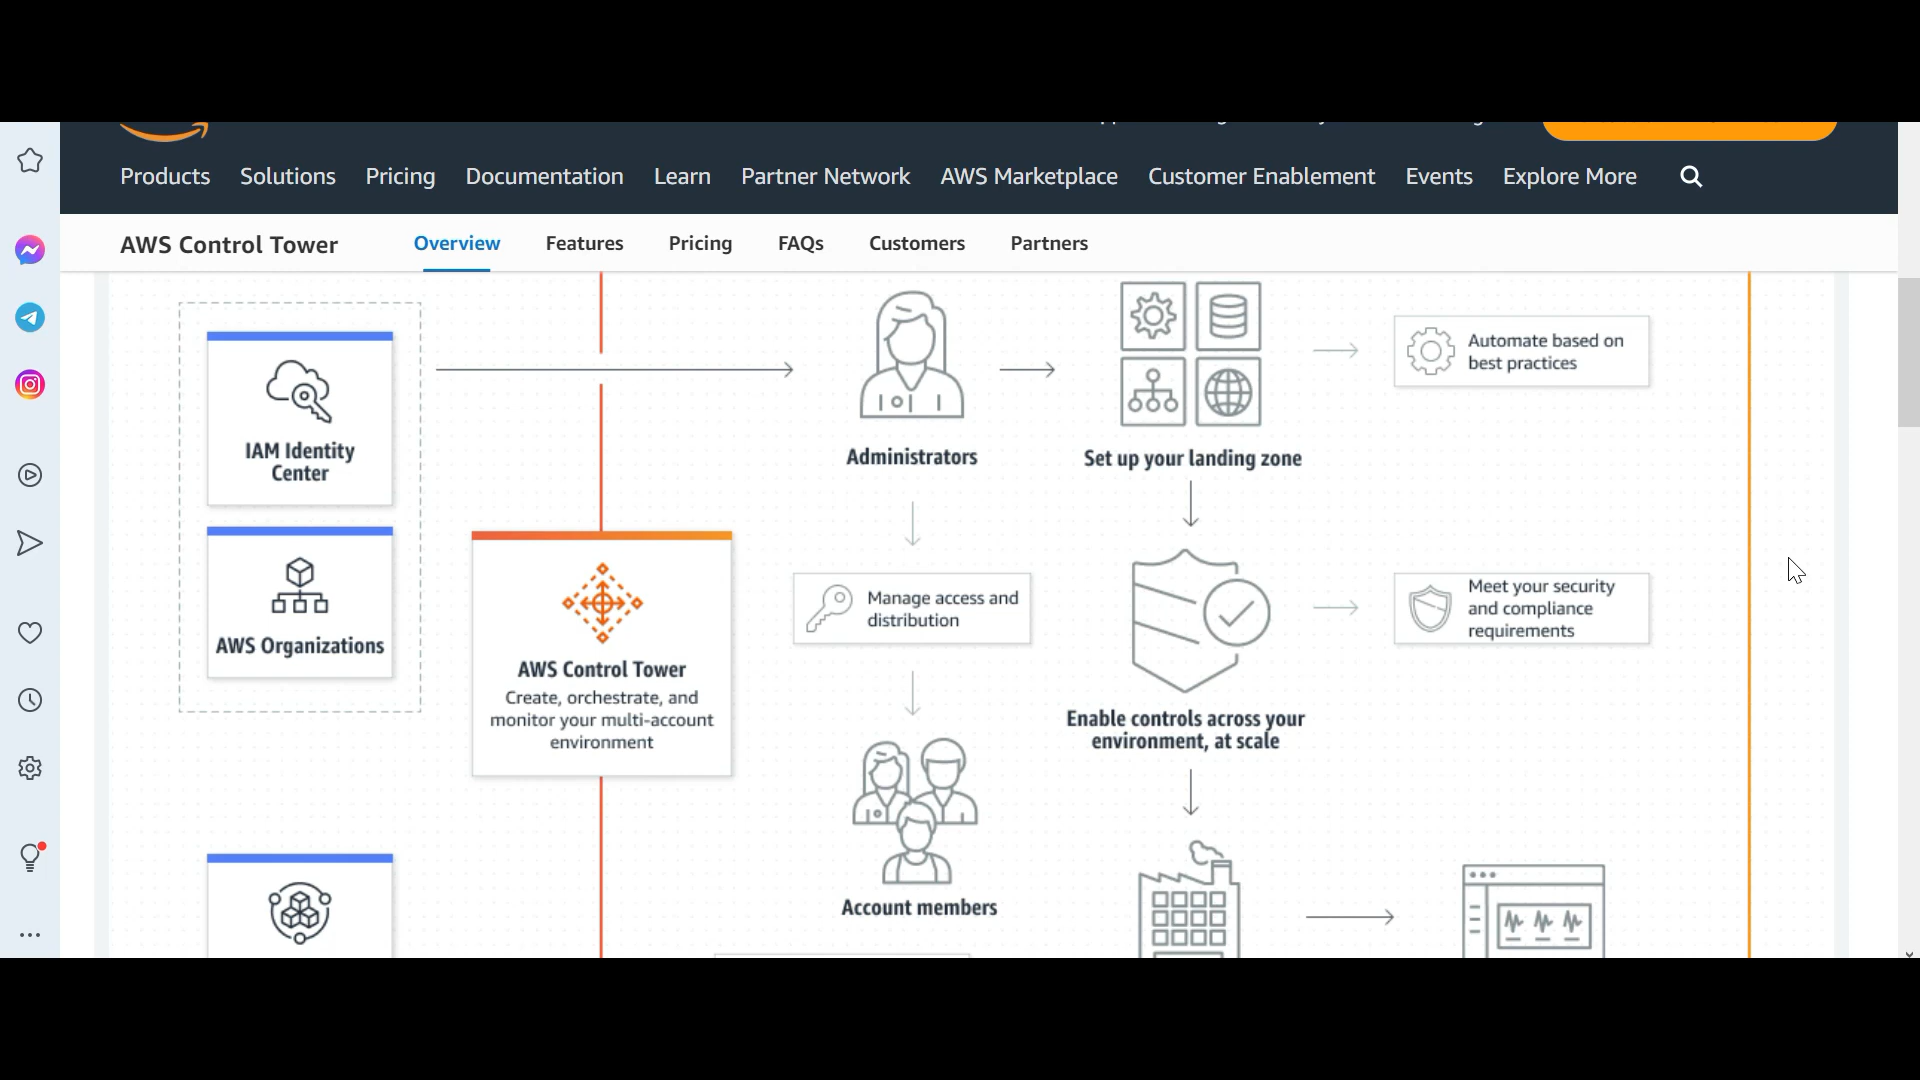 Products Solutions Pricing Documentation Learn Partner Network AWS Marketplace Customer Enablement Events Explore More
AWS Control Tower Overview Features Pricing FAQs Customers Partners
IAM Identity
Center
AWS Organizations
AWS Control Tower
Create, orchestrate, and
monitor your multi-account
environment
Administrators
Manage access and
distribution
Account members
Set up your landing zone
Enable controls across your
environment, at scale
Automate based on
best practices
Meet your security
and compliance
requirements